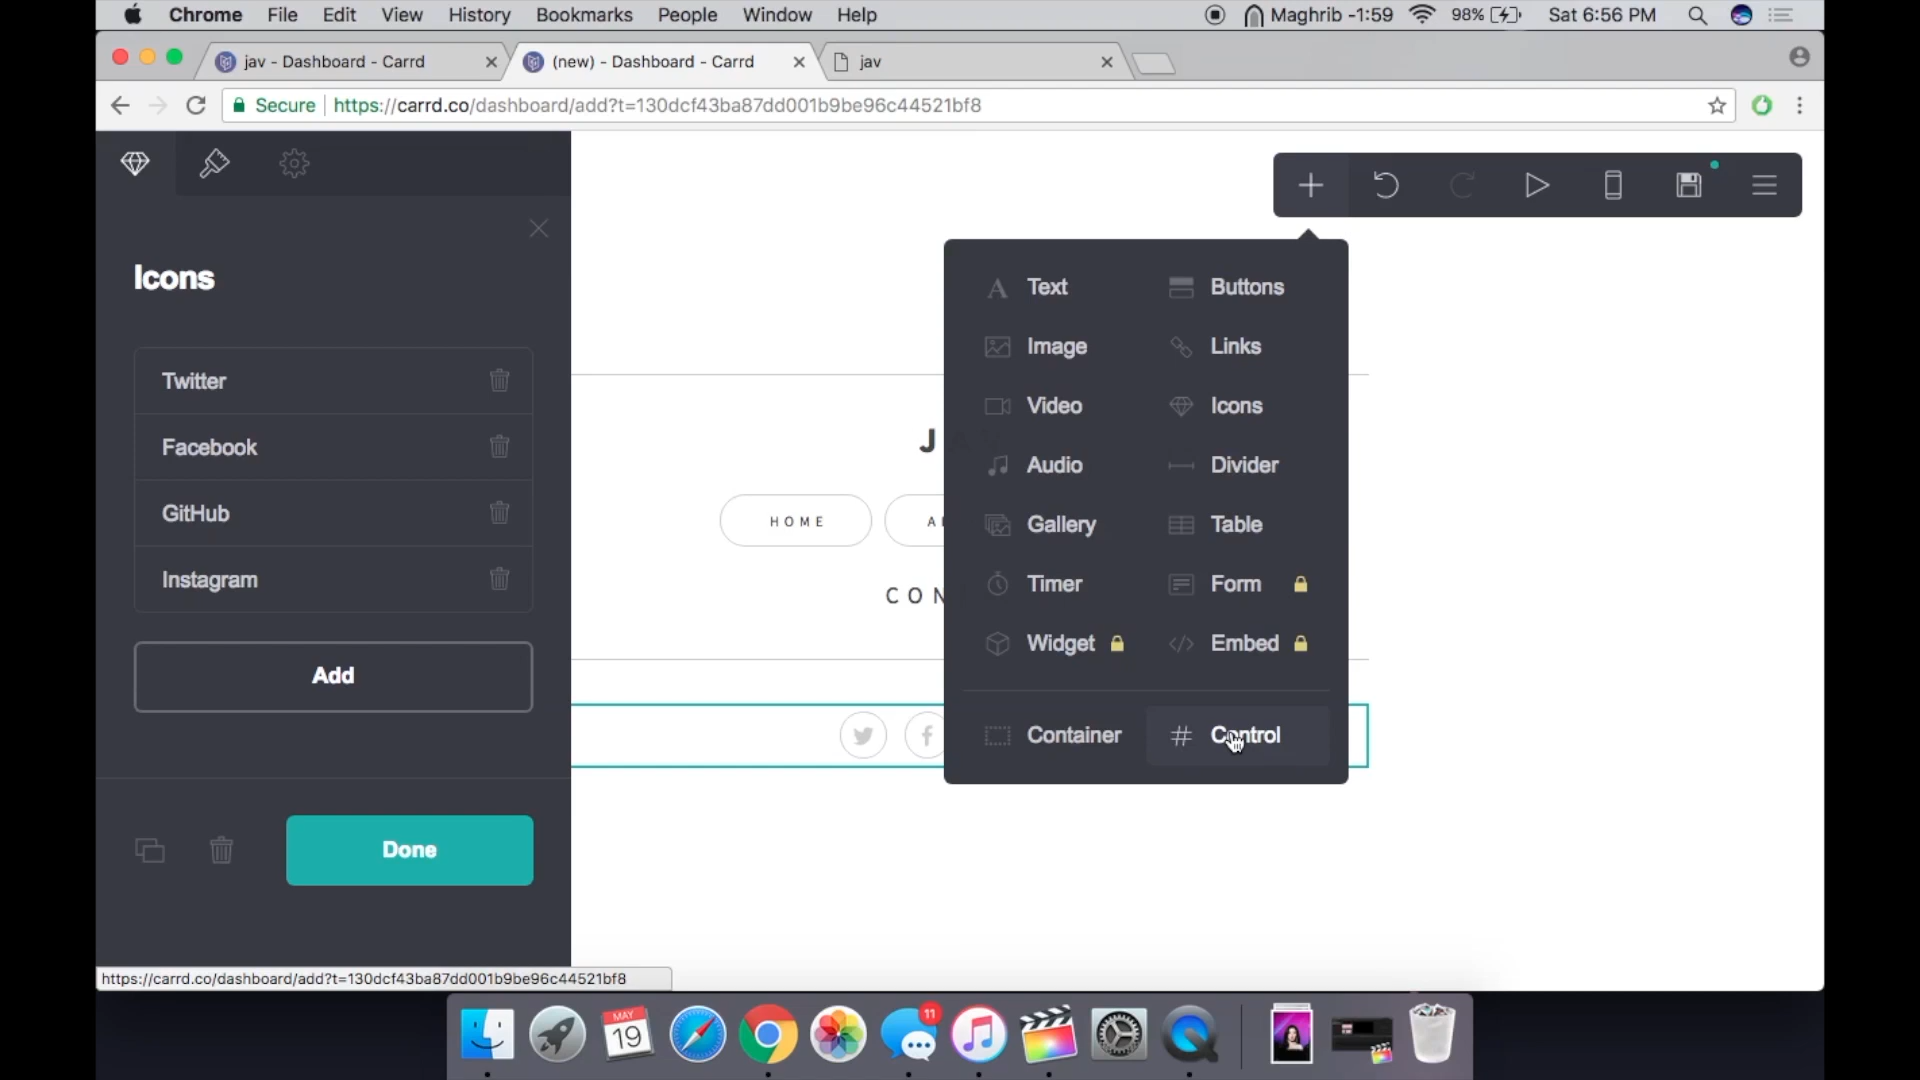 Chrome File Edit View History Bookmarks People Window Help Maghrib -1:59 98% Sat 6:56 PM
jav - Dashboard - Carrd (new) - Dashboard - Carrd jav
Secure https://carrd.co/dashboard/add?t=130dcf43ba87dd001b9be96c44521bf8
Icons
Twitter
Facebook
GitHub
Instagram
Add
Done
J
HOME
CON
Text Buttons
Image Links
Video Icons
Audio Divider
Gallery Table
Timer Form
Widget Embed
Container Control
https://carrd.co/dashboard/add?t=130dcf43ba87dd001b9be96c44521bf8
MAY
19
11